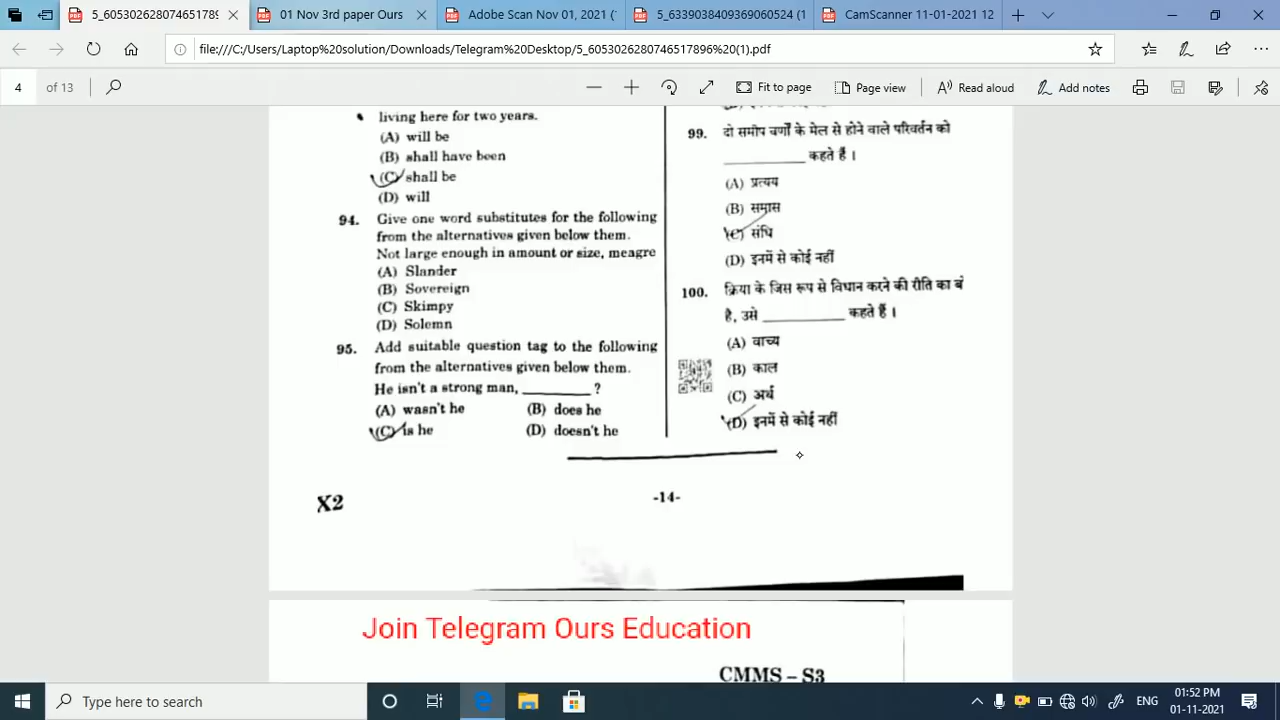 5_60530262807465178
01 Nov 3rd paper Ours
Adobe Scan Nov 01, 2021 (
5_6339038409369060524 (1
CamScanner 11-01-2021 12
file:///C:/Users/Laptop%20solution/Downloads/Telegram%20Desktop/5_6053026280746517896%20(1).pdf
4 of 13
Fit to page
Page view
Read aloud
Add notes
living here for two years.
(A) will be
(B) shall have been
(C) shall be
(D) will
94. Give one word substitutes for the following
from the alternatives given below them.
Not large enough in amount or size, meagre
(A) Slander
(B) Sovereign
(C) Skimpy
(D) Solemn
95. Add suitable question tag to the following
from the alternatives given below them.
He isn't a strong man, ________ ?
(A) wasn't he (B) does he
(C) is he (D) doesn't he
99. दो समीप वर्णों के मेल से होने वाले परिवर्तन को
________ कहते हैं ।
(A) प्रत्यय
(B) समास
(C) संधि
(D) इनमें से कोई नहीं
100. क्रिया के जिस रूप से विधान करने की रीति का बं
है, उसे ________ कहते हैं ।
(A) वाच्य
(B) काल
(C) अर्थ
(D) इनमें से कोई नहीं
X2
-14-
Join Telegram Ours Education
CMMS – S3
Type here to search
ENG
01:52 PM
01-11-2021